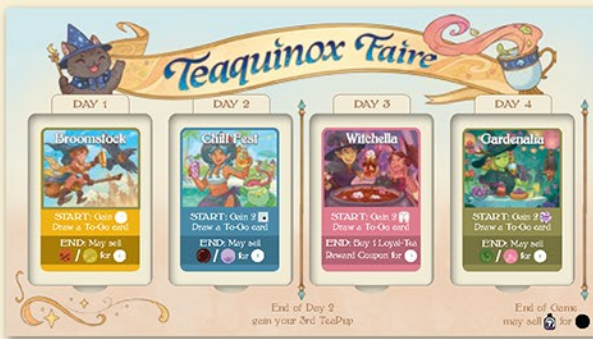 Teaquinox Faire
DAY 1
DAY 2
DAY 3
DAY 4
Broomstock
START: Gain
Draw a To-Go card
END: May sell
/ for
Chill Fest
START: Gain 2
Draw a To-Go card
END: May sell
/ for
Witchella
START: Gain 2
Draw a To-Go card
END: Buy 1 Loyal-Tea
Reward Coupon for
Gardenalia
START: Gain 2
Draw a To-Go card
END: May sell
/ for
End of Day 2
gain your 3rd TeaPup
End of Game
may sell for